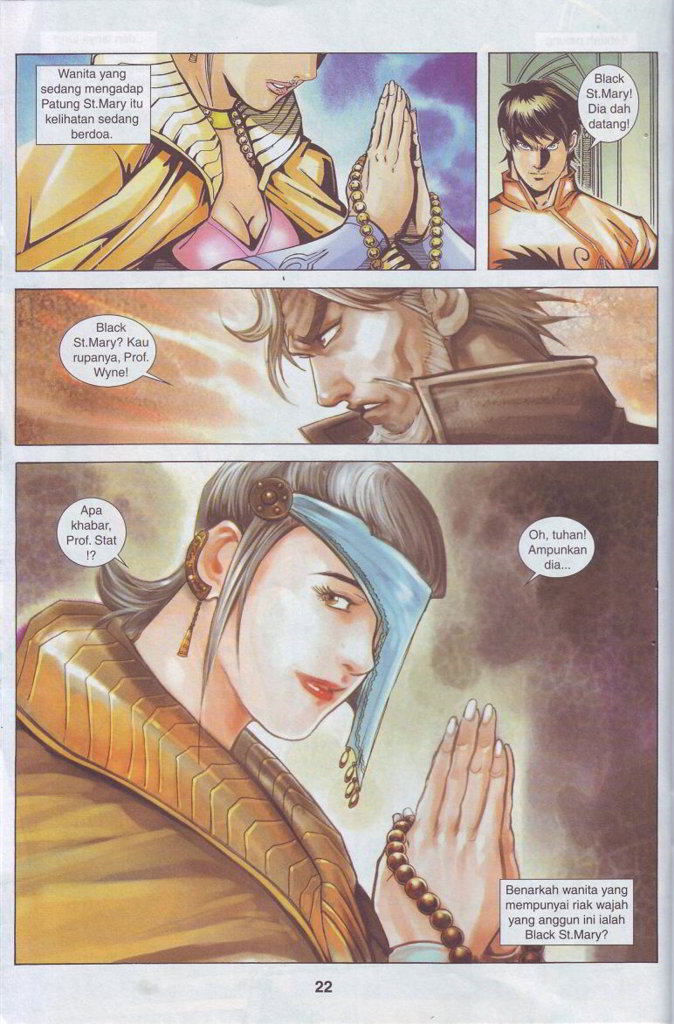 Wanita yang
sedang mengadap
Patung St.Mary itu
kelihatan sedang
berdoa.
Black
St.Mary!
Dia dah
datang!
Black
St.Mary? Kau
rupanya, Prof.
Wyne!
Apa
khabar,
Prof. Stat
!?
Oh, tuhan!
Ampunkan
dia...
Benarkah wanita yang
mempunyai riak wajah
yang anggun ini ialah
Black St.Mary?
22